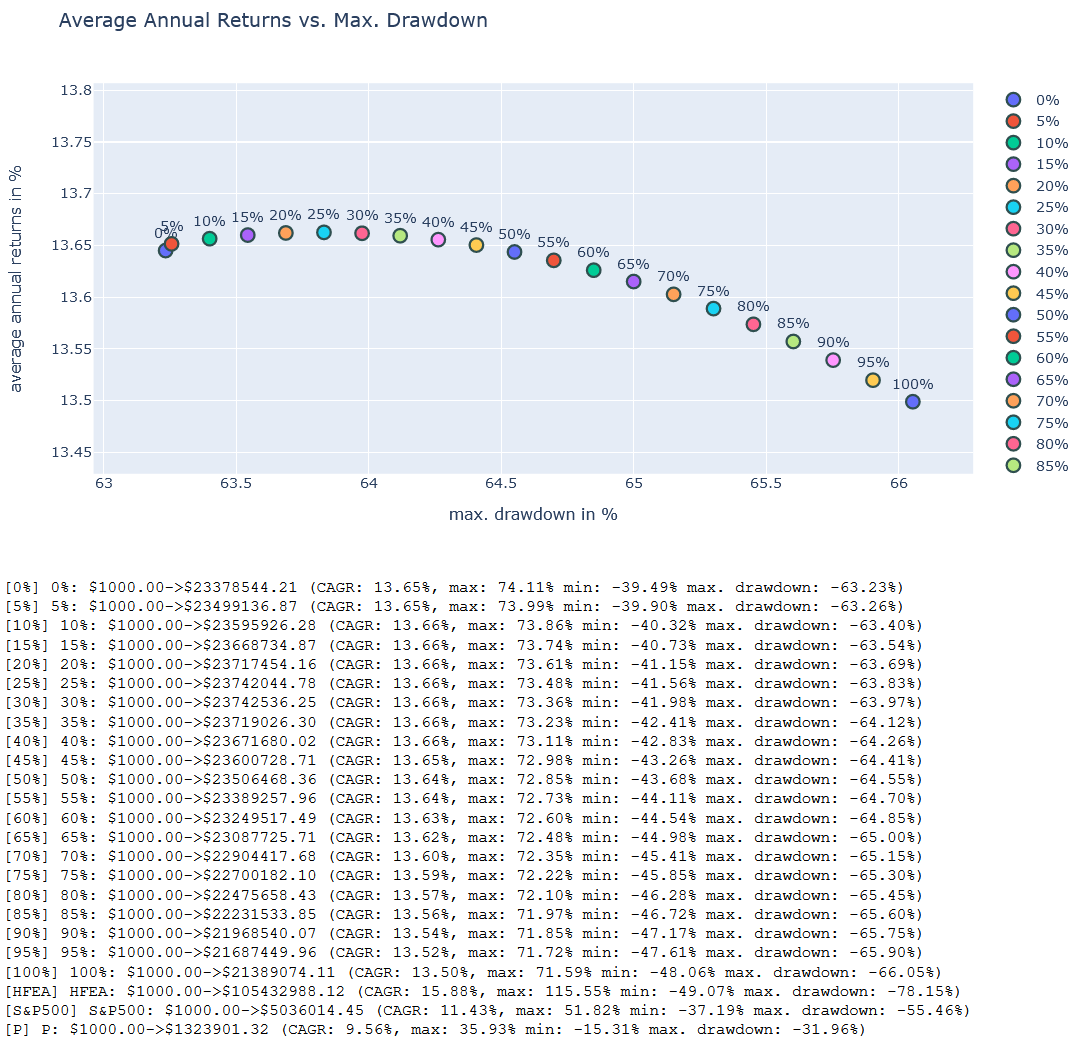 Average Annual Returns vs. Max. Drawdown
13.8
13.75
13.7
13.65
13.6
13.55
13.5
13.45
average annual returns in %
0%
5%
10%
15%
20%
25%
30%
35%
40%
45%
50%
55%
60%
65%
70%
75%
80%
85%
90%
95%
100%
63
63.5
64
64.5
65
65.5
66
max. drawdown in %
0%
5%
10%
15%
20%
25%
30%
35%
40%
45%
50%
55%
60%
65%
70%
75%
80%
85%
[0%] 0%: $1000.00->$23378544.21 (CAGR: 13.65%, max: 74.11% min: -39.49% max. drawdown: -63.23%)
[5%] 5%: $1000.00->$23499136.87 (CAGR: 13.65%, max: 73.99% min: -39.90% max. drawdown: -63.26%)
[10%] 10%: $1000.00->$23595926.28 (CAGR: 13.66%, max: 73.86% min: -40.32% max. drawdown: -63.40%)
[15%] 15%: $1000.00->$23668734.87 (CAGR: 13.66%, max: 73.74% min: -40.73% max. drawdown: -63.54%)
[20%] 20%: $1000.00->$23717454.16 (CAGR: 13.66%, max: 73.61% min: -41.15% max. drawdown: -63.69%)
[25%] 25%: $1000.00->$23742044.78 (CAGR: 13.66%, max: 73.48% min: -41.56% max. drawdown: -63.83%)
[30%] 30%: $1000.00->$23742536.25 (CAGR: 13.66%, max: 73.36% min: -41.98% max. drawdown: -63.97%)
[35%] 35%: $1000.00->$23719026.30 (CAGR: 13.66%, max: 73.23% min: -42.41% max. drawdown: -64.12%)
[40%] 40%: $1000.00->$23671680.02 (CAGR: 13.66%, max: 73.11% min: -42.83% max. drawdown: -64.26%)
[45%] 45%: $1000.00->$23600728.71 (CAGR: 13.65%, max: 72.98% min: -43.26% max. drawdown: -64.41%)
[50%] 50%: $1000.00->$23506468.36 (CAGR: 13.64%, max: 72.85% min: -43.68% max. drawdown: -64.55%)
[55%] 55%: $1000.00->$23389257.96 (CAGR: 13.64%, max: 72.73% min: -44.11% max. drawdown: -64.70%)
[60%] 60%: $1000.00->$23249517.49 (CAGR: 13.63%, max: 72.60% min: -44.54% max. drawdown: -64.85%)
[65%] 65%: $1000.00->$23087725.71 (CAGR: 13.62%, max: 72.48% min: -44.98% max. drawdown: -65.00%)
[70%] 70%: $1000.00->$22904417.68 (CAGR: 13.60%, max: 72.35% min: -45.41% max. drawdown: -65.15%)
[75%] 75%: $1000.00->$22700182.10 (CAGR: 13.59%, max: 72.22% min: -45.85% max. drawdown: -65.30%)
[80%] 80%: $1000.00->$22475658.43 (CAGR: 13.57%, max: 72.10% min: -46.28% max. drawdown: -65.45%)
[85%] 85%: $1000.00->$22231533.85 (CAGR: 13.56%, max: 71.97% min: -46.72% max. drawdown: -65.60%)
[90%] 90%: $1000.00->$21968540.07 (CAGR: 13.54%, max: 71.85% min: -47.17% max. drawdown: -65.75%)
[95%] 95%: $1000.00->$21687449.96 (CAGR: 13.52%, max: 71.72% min: -47.61% max. drawdown: -65.90%)
[100%] 100%: $1000.00->$21389074.11 (CAGR: 13.50%, max: 71.59% min: -48.06% max. drawdown: -66.05%)
[HFEA] HFEA: $1000.00->$105432988.12 (CAGR: 15.88%, max: 115.55% min: -49.07% max. drawdown: -78.15%)
[S&P500] S&P500: $1000.00->$5036014.45 (CAGR: 11.43%, max: 51.82% min: -37.19% max. drawdown: -55.46%)
[P] P: $1000.00->$1323901.32 (CAGR: 9.56%, max: 35.93% min: -15.31% max. drawdown: -31.96%)